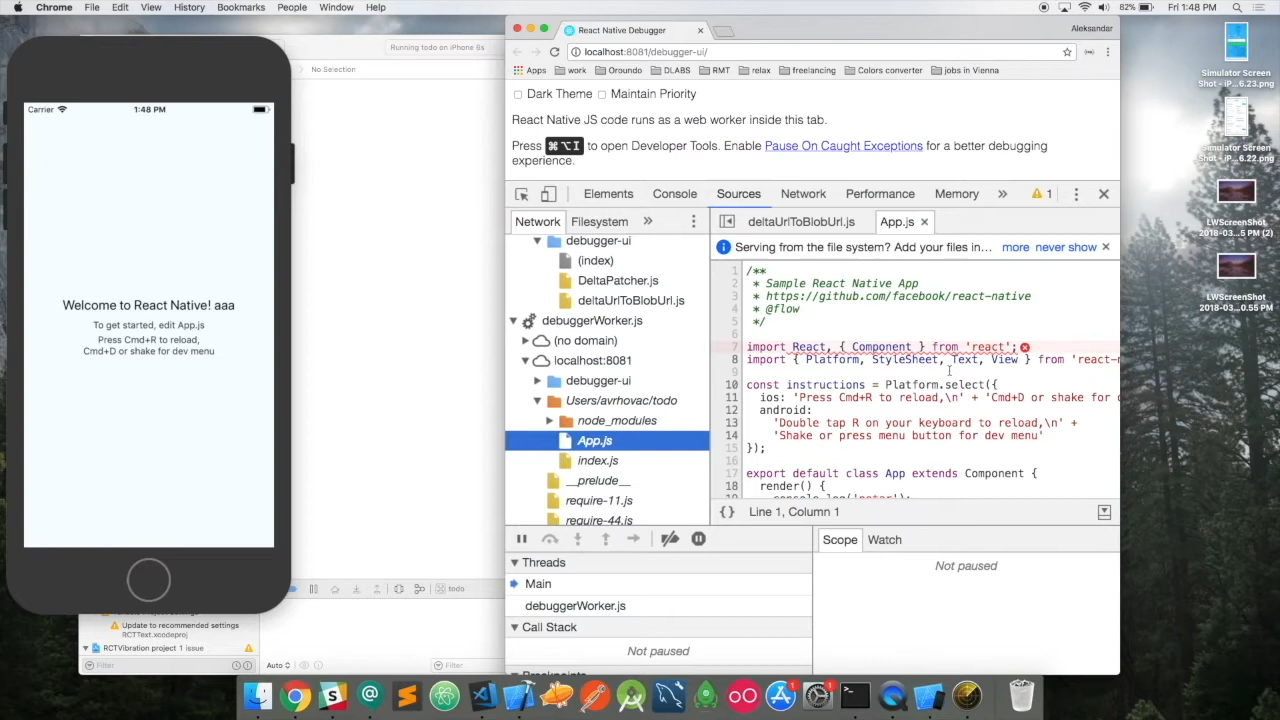 Chrome File Edit View History Bookmarks People Window Help
82% Fri 1:48 PM
Running todo on iPhone 6s
No Selection
Carrier 1:48 PM
Welcome to React Native! aaa
To get started, edit App.js
Press Cmd+R to reload,
Cmd+D or shake for dev menu
todo
Update to recommended settings
RCTText.xcodeproj
RCTVibration project 1 issue
Filter
Auto
Filter
React Native Debugger
Aleksandar
localhost:8081/debugger-ui/
Apps work Oroundo DLABS RMT relax freelancing Colors converter jobs in Vienna
Dark Theme Maintain Priority
React Native JS code runs as a web worker inside this tab.
Press ⌘⌥I to open Developer Tools. Enable Pause On Caught Exceptions for a better debugging
experience.
Elements Console Sources Network Performance Memory » 1
Network Filesystem »
debugger-ui
(index)
DeltaPatcher.js
deltaUrlToBlobUrl.js
debuggerWorker.js
(no domain)
localhost:8081
debugger-ui
Users/avrhovac/todo
node_modules
App.js
index.js
__prelude__
require-11.js
require-44.js
deltaUrlToBlobUrl.js App.js
Serving from the file system? Add your files in… more never show
1 /**
2 * Sample React Native App
3 * https://github.com/facebook/react-native
4 * @flow
5 */
6
7 import React, { Component } from 'react';
8 import { Platform, StyleSheet, Text, View } from 'react-n
9
10 const instructions = Platform.select({
11 ios: 'Press Cmd+R to reload,\n' + 'Cmd+D or shake for d
12 android:
13 'Double tap R on your keyboard to reload,\n' +
14 'Shake or press menu button for dev menu'
15 });
16
17 export default class App extends Component {
18 render() {
{} Line 1, Column 1
Threads
Main
debuggerWorker.js
Call Stack
Not paused
Breakpoints
Scope Watch
Not paused
Simulator Screen
Shot - iP...6.23.png
Simulator Screen
Shot - iP...6.22.png
LWScreenShot
2018-03...5 PM (2)
LWScreenShot
2018-03...0.55 PM